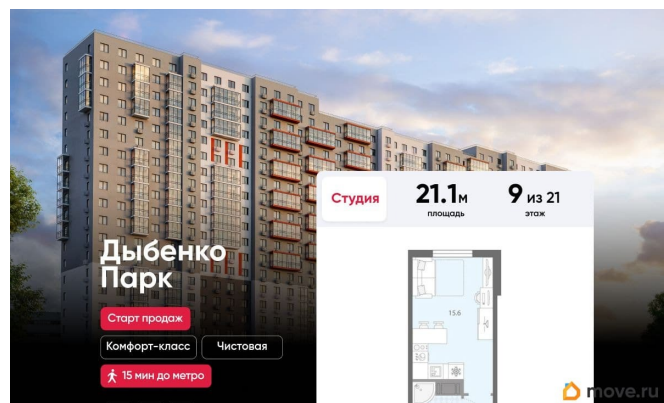 Студия
21.1м
площадь
9 из 21
этаж
15.6
Дыбенко
Парк
Старт продаж
Комфорт-класс
Чистовая
15 мин до метро
move.ru